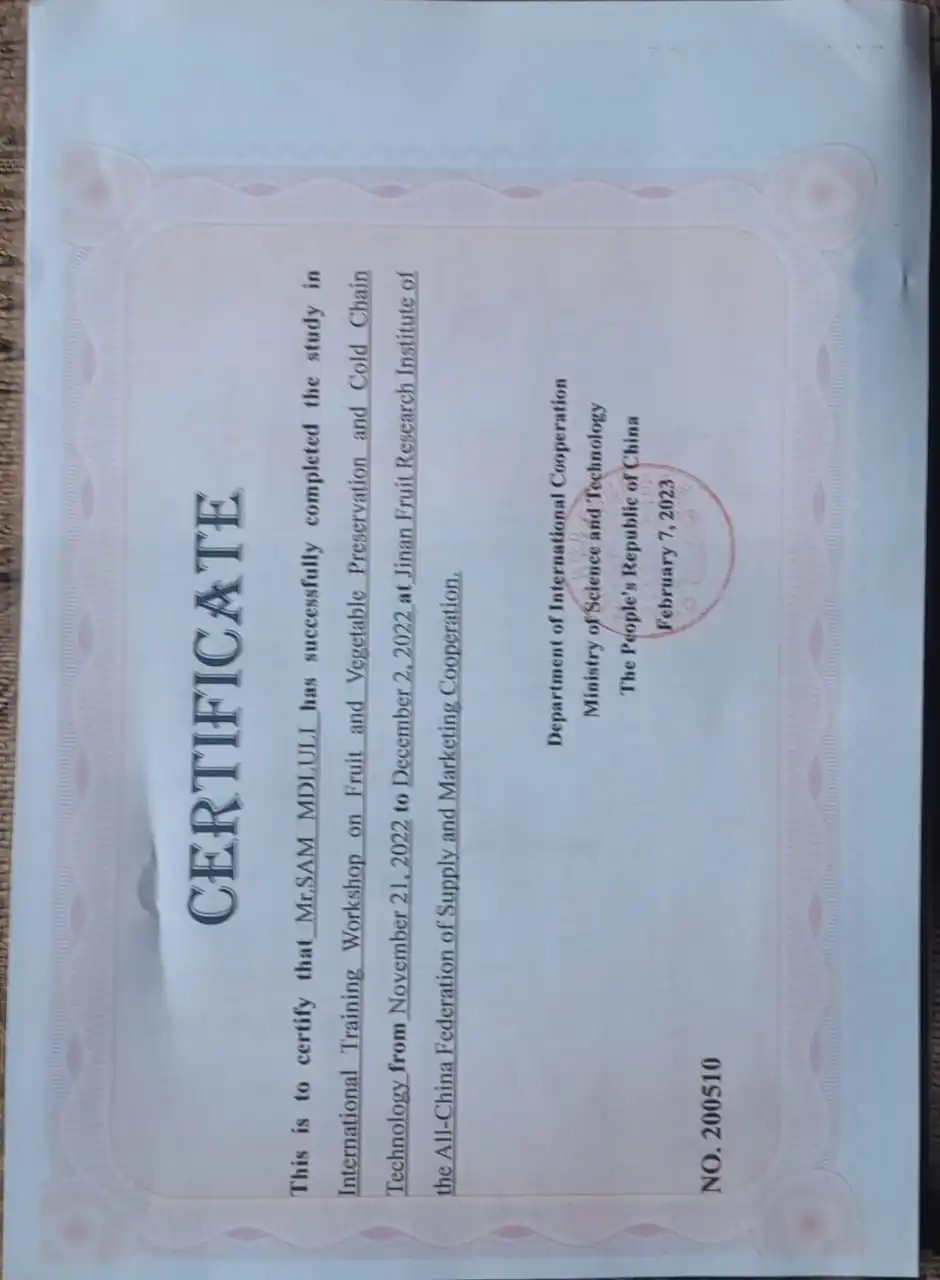 CERTIFICATE
This is to certify that Mr.SAM MDLULI has successfully completed the study in
International Training Workshop on Fruit and Vegetable Preservation and Cold Chain
Technology from November 21, 2022 to December 2, 2022 at Jinan Fruit Research Institute of
the All-China Federation of Supply and Marketing Cooperation.
Department of International Cooperation
Ministry of Science and Technology
The People's Republic of China
February 7, 2023
NO. 200510